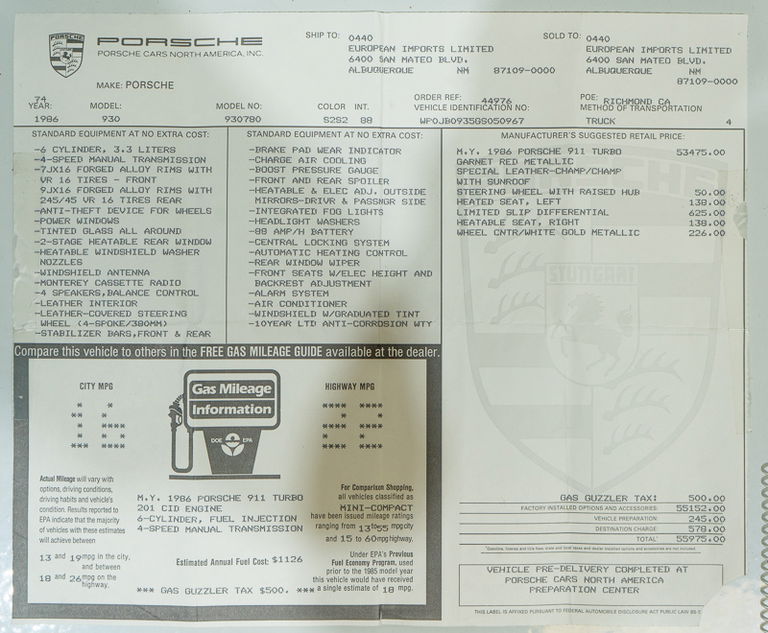 PORSCHE
PORSCHE CARS NORTH AMERICA, INC.
MAKE: PORSCHE
SHIP TO: 0440
EUROPEAN IMPORTS LIMITED
6400 SAN MATEO BLVD.
ALBUQUERQUE NM 87109-0000
SOLD TO: 0440
EUROPEAN IMPORTS LIMITED
6400 SAN MATEO BLVD.
ALBUQUERQUE NM
87109-0000
74 ORDER REF: 44976 POE: RICHMOND CA
YEAR: MODEL: MODEL NO: COLOR INT. VEHICLE IDENTIFICATION NO: METHOD OF TRANSPORTATION
1986 930 930780 S2S2 88 WP0JB0935GS050967 TRUCK 4
STANDARD EQUIPMENT AT NO EXTRA COST:
-6 CYLINDER, 3.3 LITERS
-4-SPEED MANUAL TRANSMISSION
-7JX16 FORGED ALLOY RIMS WITH
VR 16 TIRES - FRONT
9JX16 FORGED ALLOY RIMS WITH
245/45 VR 16 TIRES REAR
-ANTI-THEFT DEVICE FOR WHEELS
-POWER WINDOWS
-TINTED GLASS ALL AROUND
-2-STAGE HEATABLE REAR WINDOW
-HEATABLE WINDSHIELD WASHER
NOZZLES
-WINDSHIELD ANTENNA
-MONTEREY CASSETTE RADIO
-4 SPEAKERS,BALANCE CONTROL
-LEATHER INTERIOR
-LEATHER-COVERED STEERING
WHEEL (4-SPOKE/380MM)
-STABILIZER BARS,FRONT & REAR
STANDARD EQUIPMENT AT NO EXTRA COST:
-BRAKE PAD WEAR INDICATOR
-CHARGE AIR COOLING
-BOOST PRESSURE GAUGE
-FRONT AND REAR SPOILER
-HEATABLE & ELEC ADJ. OUTSIDE
MIRRORS-DRIVR & PASSNGR SIDE
-INTEGRATED FOG LIGHTS
-HEADLIGHT WASHERS
-88 AMP/H BATTERY
-CENTRAL LOCKING SYSTEM
-AUTOMATIC HEATING CONTROL
-REAR WINDOW WIPER
-FRONT SEATS W/ELEC HEIGHT AND
BACKREST ADJUSTMENT
-ALARM SYSTEM
-AIR CONDITIONER
-WINDSHIELD W/GRADUATED TINT
-10YEAR LTD ANTI-CORROSION WTY
MANUFACTURER'S SUGGESTED RETAIL PRICE:
M.Y. 1986 PORSCHE 911 TURBO 53475.00
GARNET RED METALLIC
SPECIAL LEATHER-CHAMP/CHAMP
WITH SUNROOF
STEERING WHEEL WITH RAISED HUB 50.00
HEATED SEAT, LEFT 138.00
LIMITED SLIP DIFFERENTIAL 625.00
HEATABLE SEAT, RIGHT 138.00
WHEEL CNTR/WHITE GOLD METALLIC 226.00
STUTTGART
Compare this vehicle to others in the FREE GAS MILEAGE GUIDE available at the dealer.
CITY MPG
16
Gas Mileage
Information
DOE EPA
HIGHWAY MPG
22
Actual Mileage will vary with
options, driving conditions,
driving habits and vehicle's
condition. Results reported to
EPA indicate that the majority
of vehicles with these estimates
will achieve between
13 and 19 mpg in the city,
and between
18 and 26 mpg on the
highway.
M.Y. 1986 PORSCHE 911 TURBO
201 CID ENGINE
6-CYLINDER, FUEL INJECTION
4-SPEED MANUAL TRANSMISSION
Estimated Annual Fuel Cost: $1126
*** GAS GUZZLER TAX $500. ***
For Comparison Shopping,
all vehicles classified as
MINI-COMPACT
have been issued mileage ratings
ranging from 13 to 55 mpg city
and 15 to 60 mpg highway.
Under EPA's Previous
Fuel Economy Program, used
prior to the 1985 model year
this vehicle would have received
a single estimate of 18 mpg.
GAS GUZZLER TAX: 500.00
FACTORY INSTALLED OPTIONS AND ACCESSORIES: 55152.00
VEHICLE PREPARATION 245.00
DESTINATION CHARGE: 578.00
TOTAL* 55975.00
*Gasoline, license and title fees, state and local taxes and dealer installed options and accessories are not included.
VEHICLE PRE-DELIVERY COMPLETED AT
PORSCHE CARS NORTH AMERICA
PREPARATION CENTER
THIS LABEL IS AFFIXED PURSUANT TO FEDERAL AUTOMOBILE DISCLOSURE ACT PUBLIC LAW